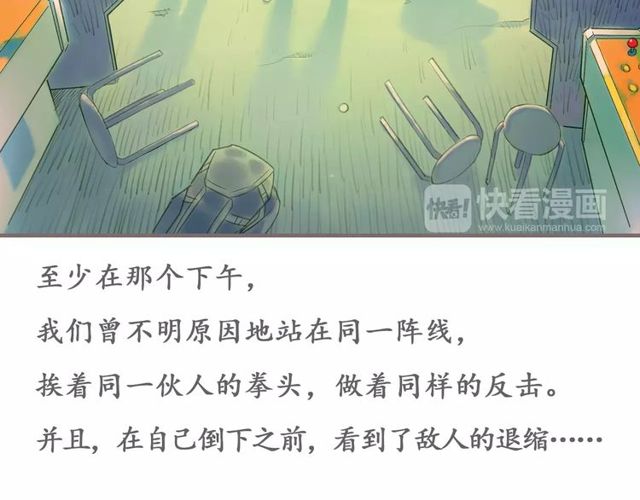 快看!
快看漫画
www.kuaikanmanhua.com
至少在那个下午，
我们曾不明原因地站在同一阵线，
挨着同一伙人的拳头，做着同样的反击。
并且，在自己倒下之前，看到了敌人的退缩⋯⋯